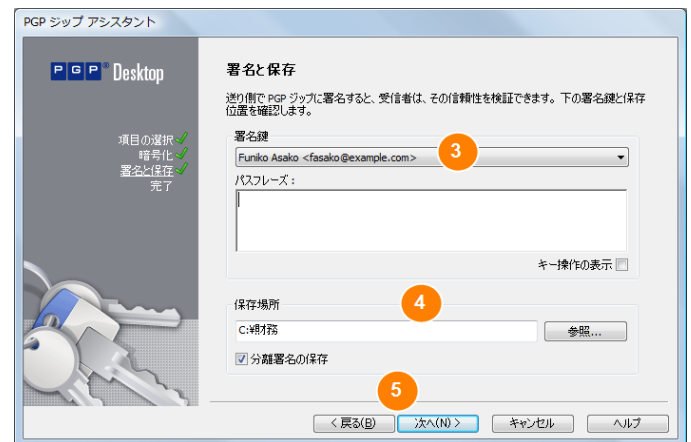 PGP ジップ アシスタント
PGP® Desktop
項目の選択
暗号化
署名と保存
完了
署名と保存
送り側で PGP ジップに署名すると、受信者は、その信頼性を検証できます。下の署名鍵と保存
位置を確認します。
署名鍵
3
Funiko Asako <fasako@example.com>
パスフレーズ:
キー操作の表示
保存場所
4
C:¥財務
参照...
分離署名の保存
5
< 戻る(B)
次へ(N) >
キャンセル
ヘルプ